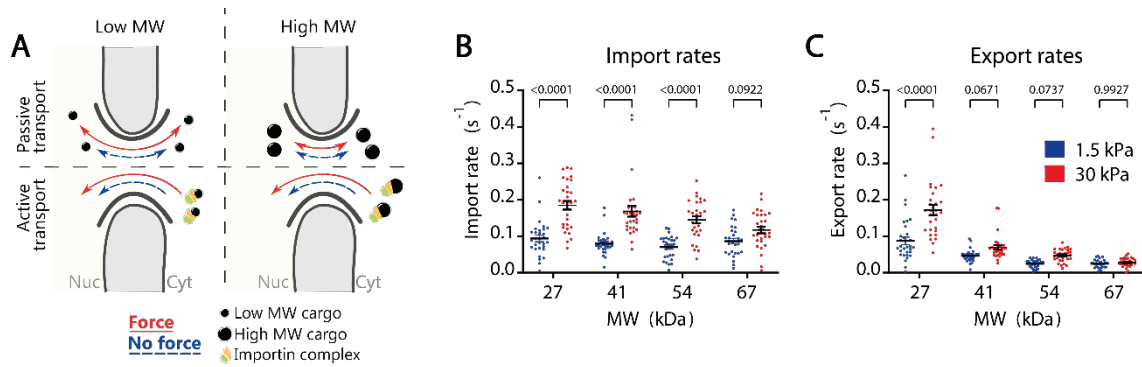 A
Low MW
High MW
Passive
transport
Active
transport
Nuc
Cyt
Force
No force
Low MW cargo
High MW cargo
Importin complex
B
Import rates
<0.0001
<0.0001
<0.0001
0.0922
0.5
0.4
0.3
0.2
0.1
0.0
Import rate (s⁻¹)
27
41
54
67
MW (kDa)
C
Export rates
<0.0001
0.0671
0.0737
0.9927
0.5
0.4
0.3
0.2
0.1
0.0
Export rate (s⁻¹)
1.5 kPa
30 kPa
27
41
54
67
MW (kDa)